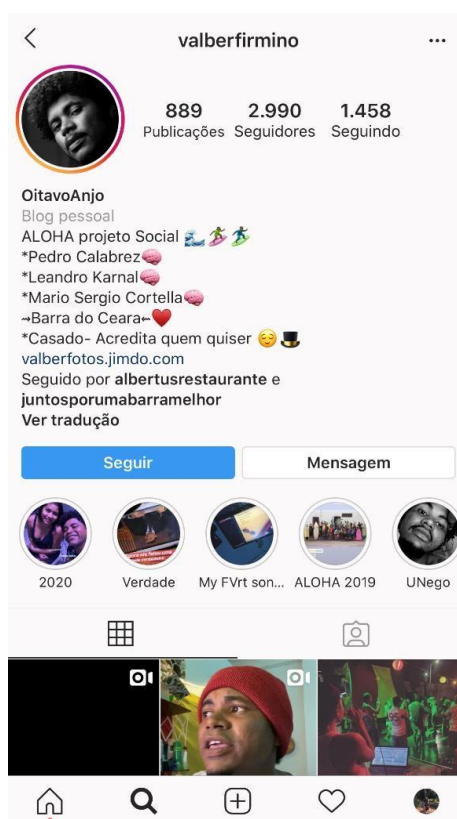 valberfirmino
889 2.990 1.458
Publicações Seguidores Seguindo
OitavoAnjo
Blog pessoal
ALOHA projeto Social 🌊🏄‍♀️🏄‍♂️
*Pedro Calabrez🧠
*Leandro Karnal🧠
*Mario Sergio Cortella🧠
⇝Barra do Ceara⇜❤️
*Casado- Acredita quem quiser 😌🎩
valberfotos.jimdo.com
Seguido por albertusrestaurante e
juntosporumabarramelhor
Ver tradução
Seguir Mensagem
2020 Verdade My FVrt son... ALOHA 2019 UNego